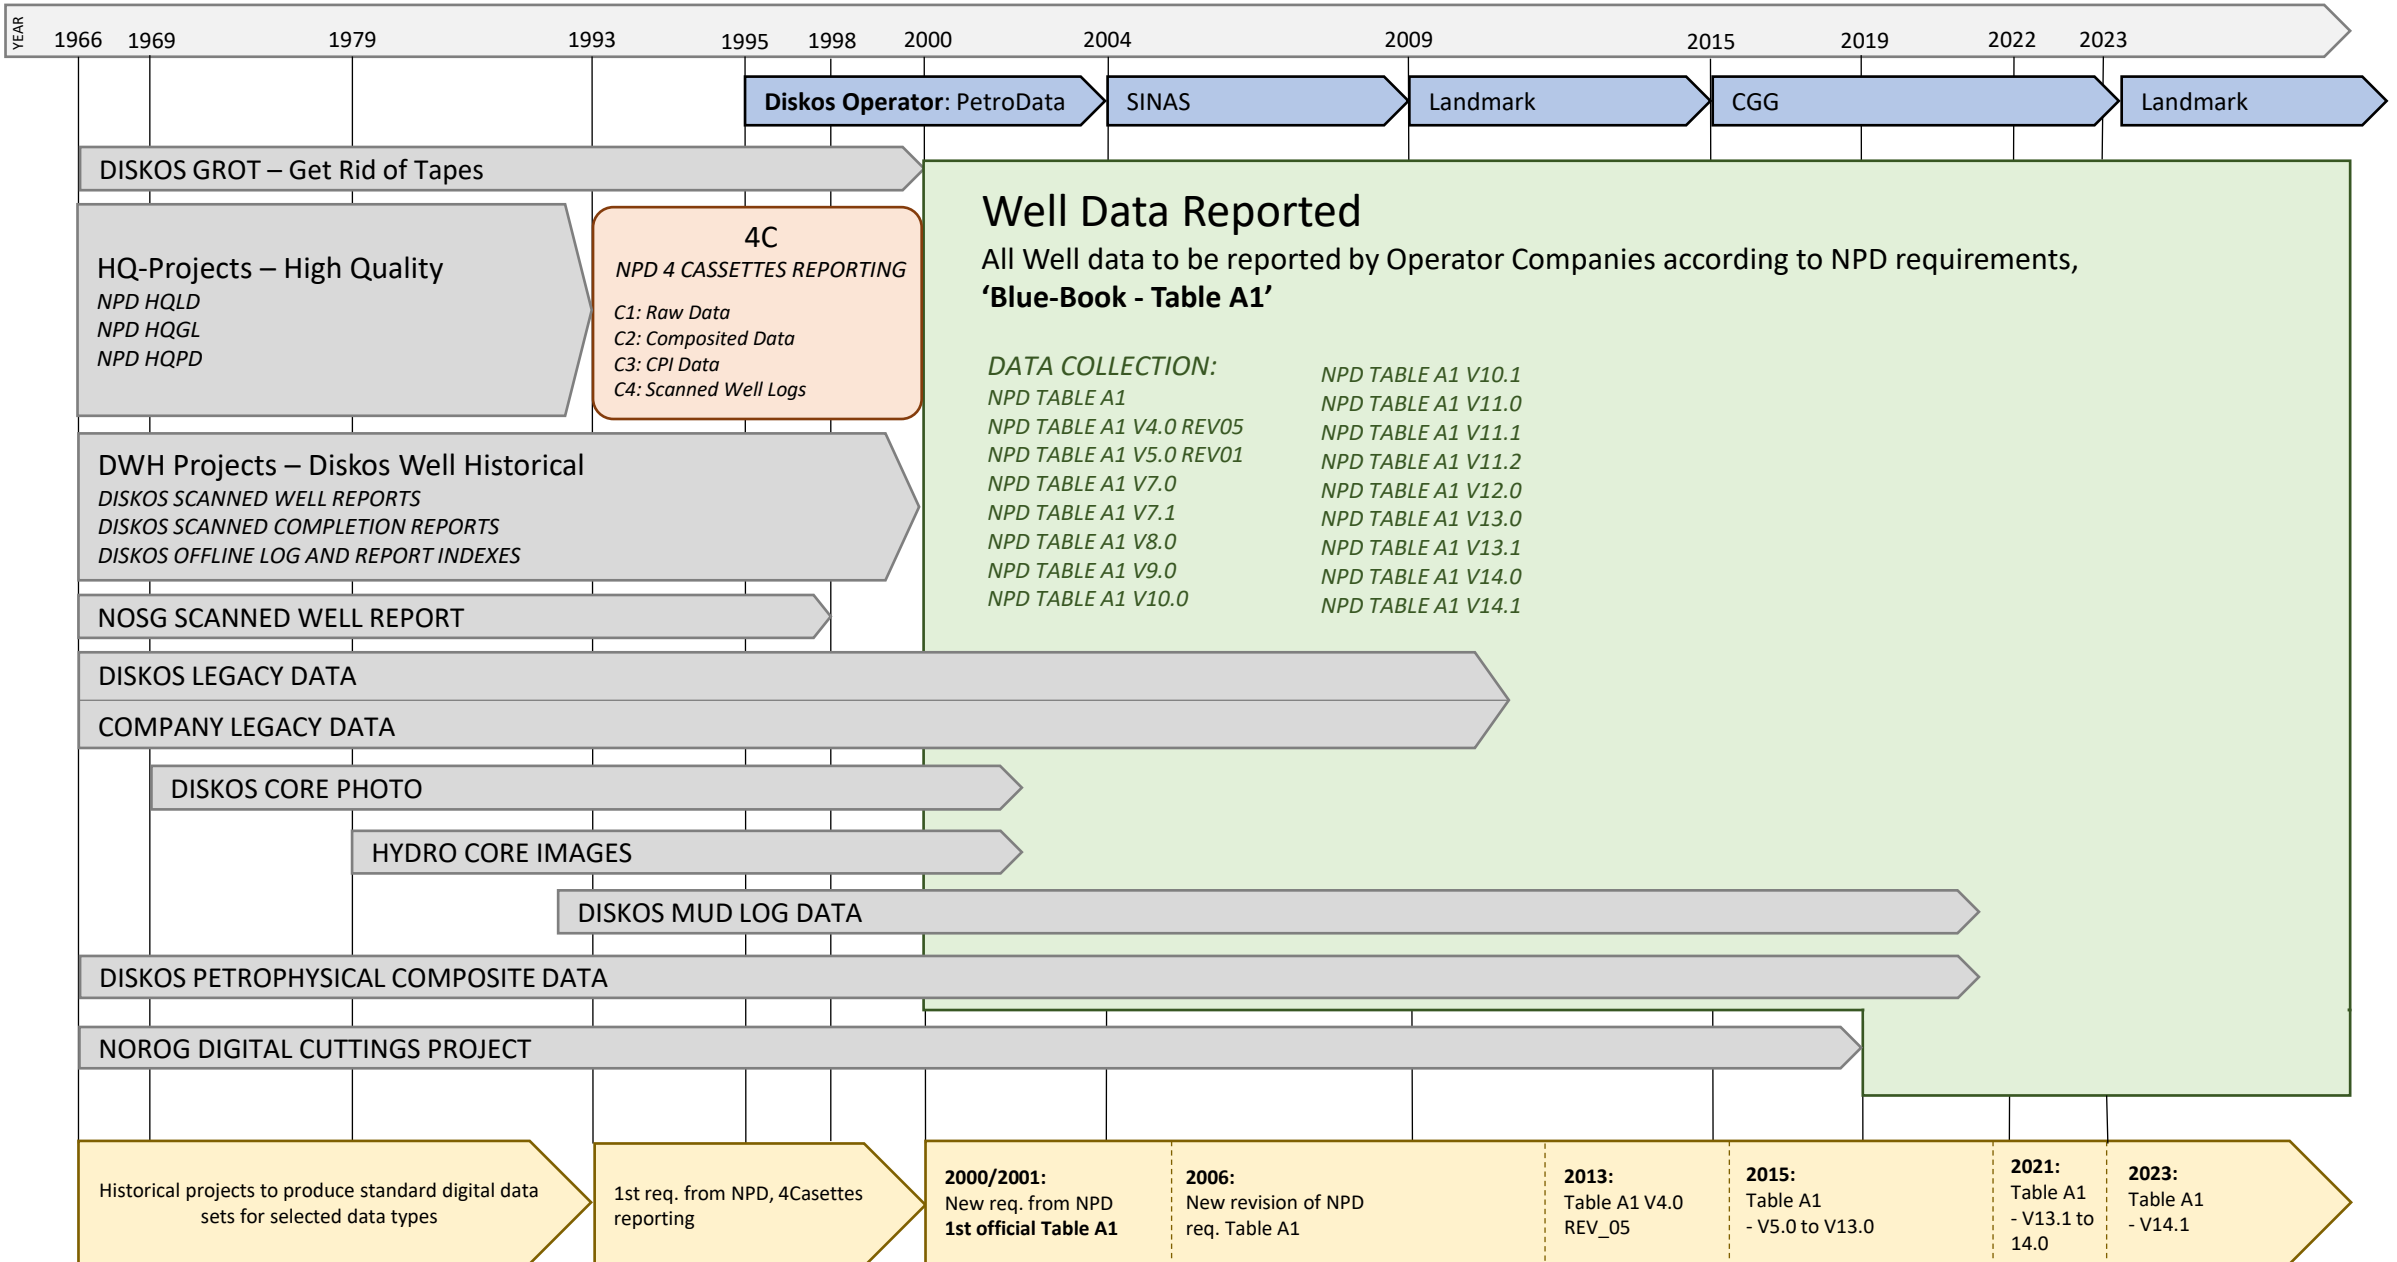 YEAR
1966 1969 1979 1993 1995 1998 2000 2004 2009 2015 2019 2022 2023
Diskos Operator: PetroData
SINAS
Landmark
CGG
Landmark
DISKOS GROT – Get Rid of Tapes
HQ-Projects – High Quality
NPD HQLD
NPD HQGL
NPD HQPD
4C
NPD 4 CASSETTES REPORTING
C1: Raw Data
C2: Composited Data
C3: CPI Data
C4: Scanned Well Logs
Well Data Reported
All Well data to be reported by Operator Companies according to NPD requirements,
‘Blue-Book - Table A1’
DATA COLLECTION:
NPD TABLE A1
NPD TABLE A1 V4.0 REV05
NPD TABLE A1 V5.0 REV01
NPD TABLE A1 V7.0
NPD TABLE A1 V7.1
NPD TABLE A1 V8.0
NPD TABLE A1 V9.0
NPD TABLE A1 V10.0
NPD TABLE A1 V10.1
NPD TABLE A1 V11.0
NPD TABLE A1 V11.1
NPD TABLE A1 V11.2
NPD TABLE A1 V12.0
NPD TABLE A1 V13.0
NPD TABLE A1 V13.1
NPD TABLE A1 V14.0
NPD TABLE A1 V14.1
DWH Projects – Diskos Well Historical
DISKOS SCANNED WELL REPORTS
DISKOS SCANNED COMPLETION REPORTS
DISKOS OFFLINE LOG AND REPORT INDEXES
NOSG SCANNED WELL REPORT
DISKOS LEGACY DATA
COMPANY LEGACY DATA
DISKOS CORE PHOTO
HYDRO CORE IMAGES
DISKOS MUD LOG DATA
DISKOS PETROPHYSICAL COMPOSITE DATA
NOROG DIGITAL CUTTINGS PROJECT
Historical projects to produce standard digital data
sets for selected data types
1st req. from NPD, 4Casettes
reporting
2000/2001:
New req. from NPD
1st official Table A1
2006:
New revision of NPD
req. Table A1
2013:
Table A1 V4.0
REV_05
2015:
Table A1
- V5.0 to V13.0
2021:
Table A1
- V13.1 to
14.0
2023:
Table A1
- V14.1